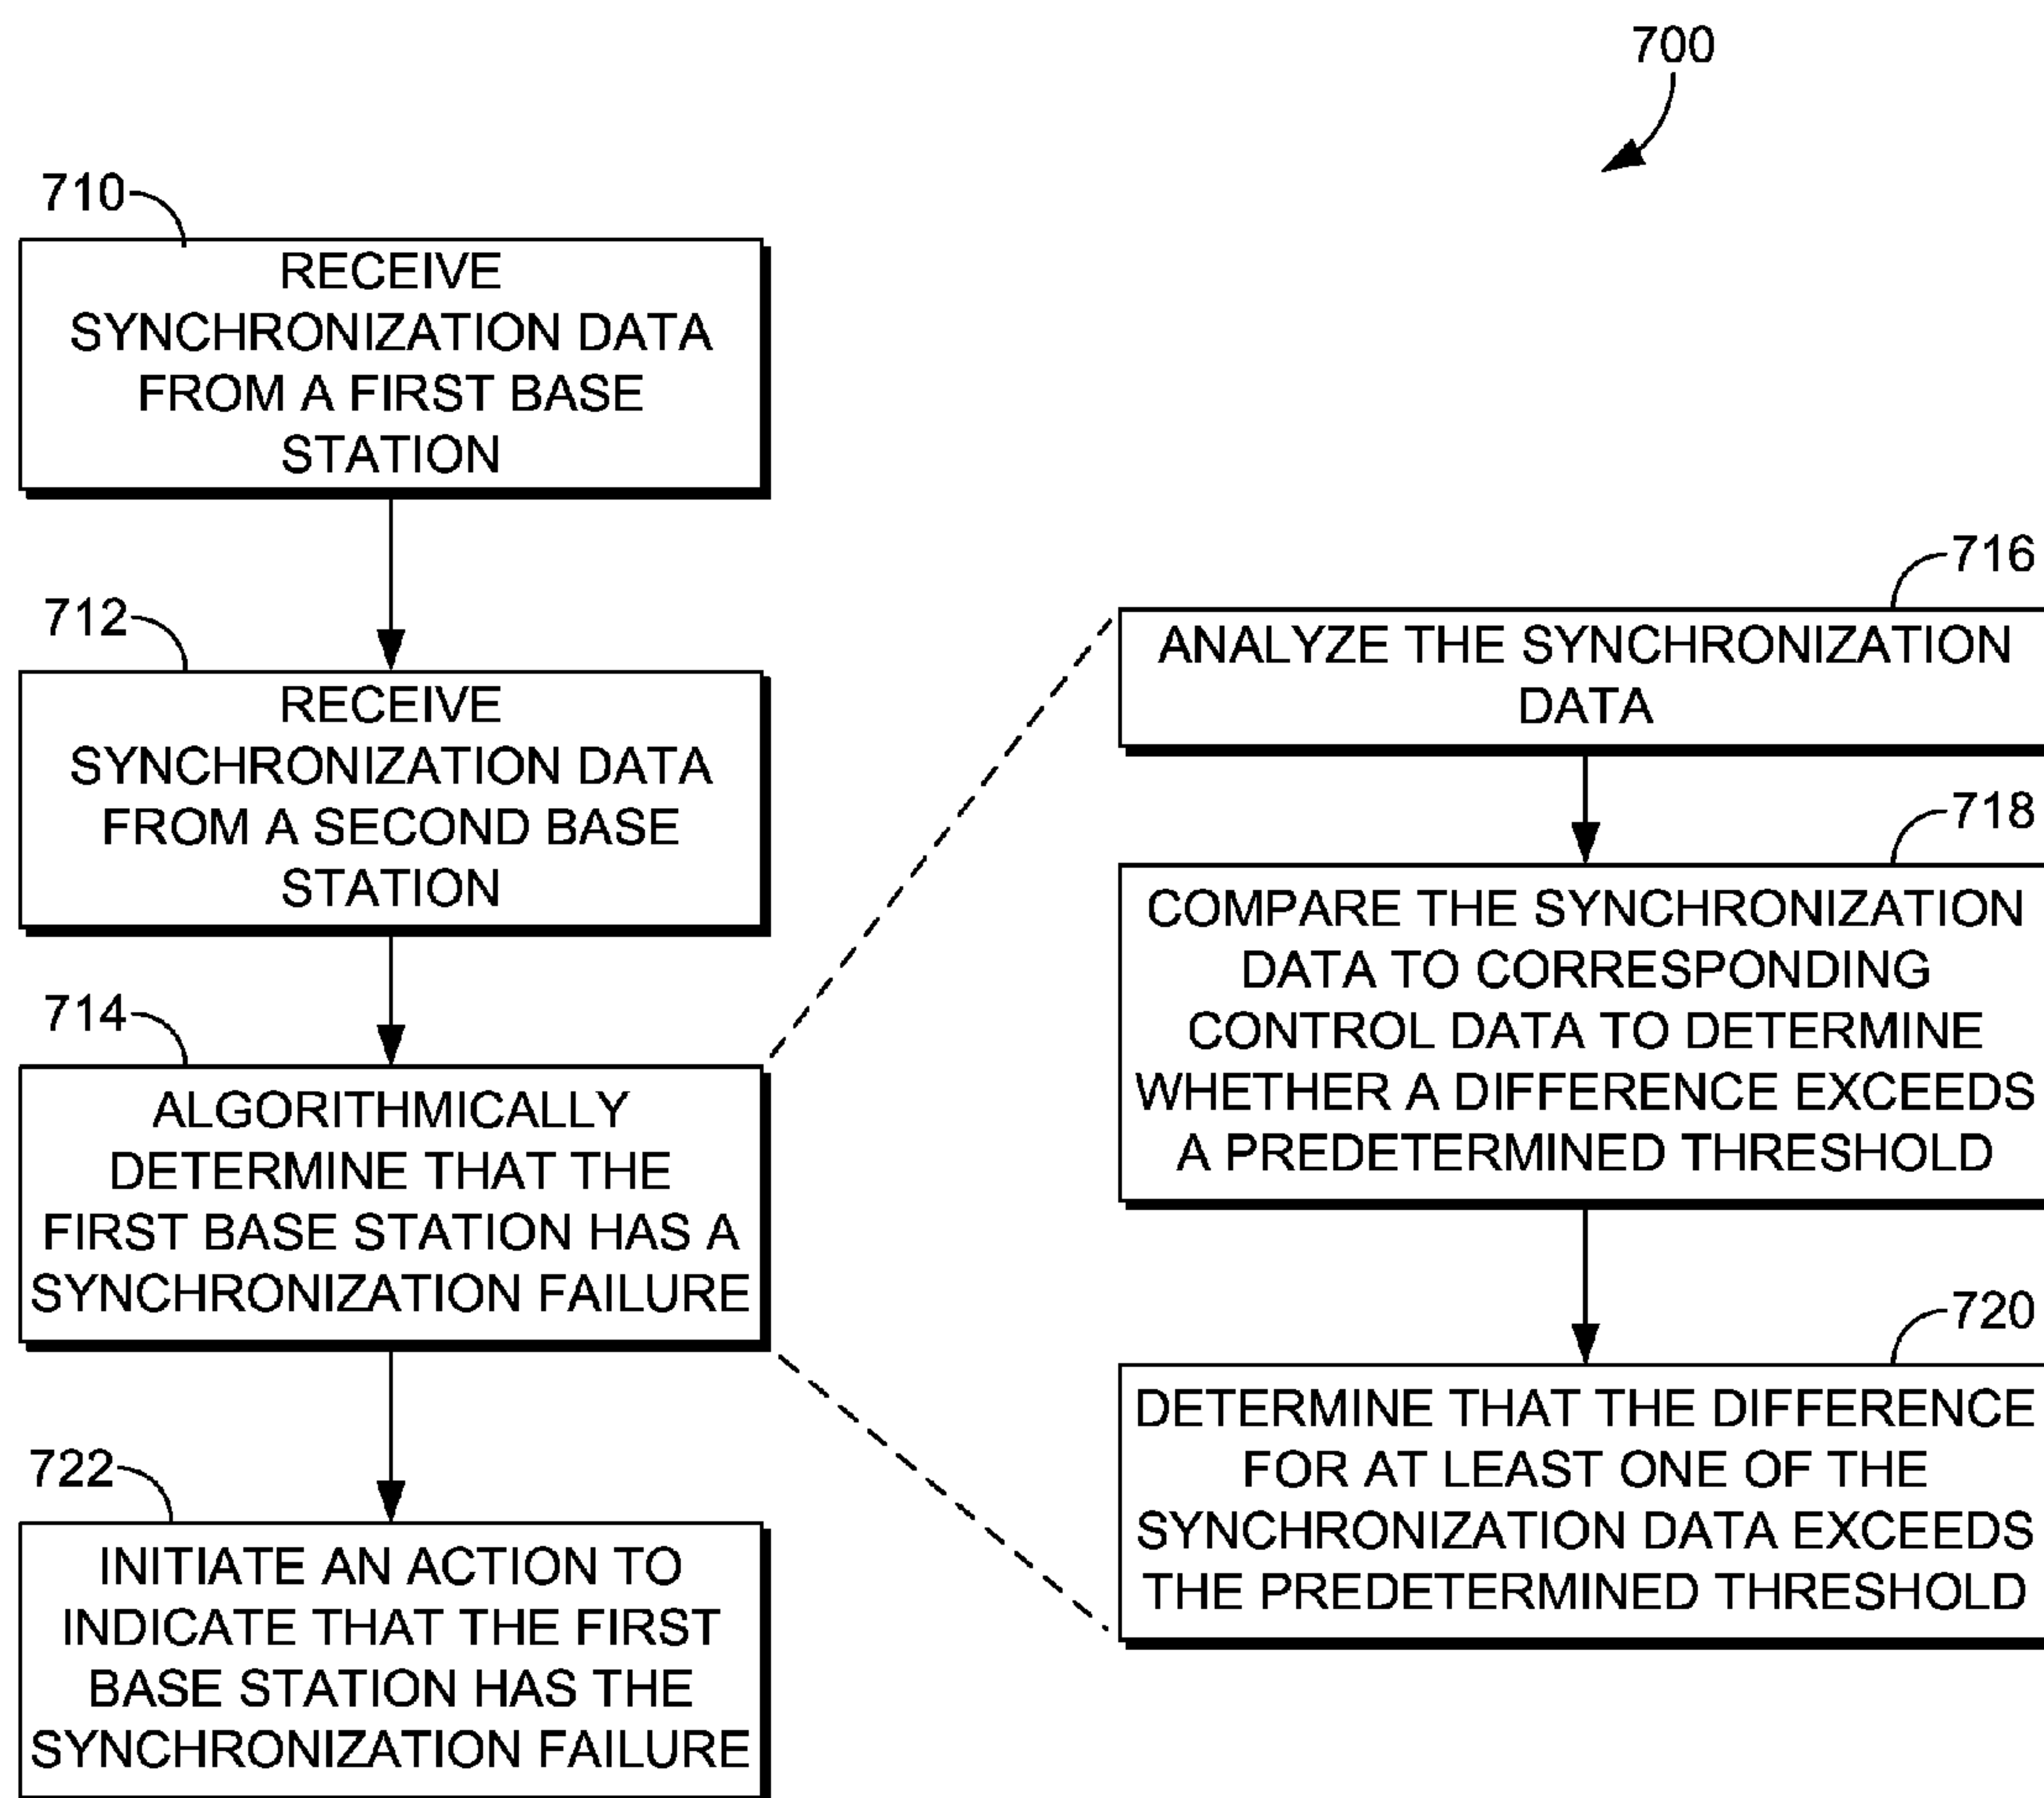 700
710
RECEIVE
SYNCHRONIZATION DATA
FROM A FIRST BASE
STATION
712
RECEIVE
SYNCHRONIZATION DATA
FROM A SECOND BASE
STATION
714
ALGORITHMICALLY
DETERMINE THAT THE
FIRST BASE STATION HAS A
SYNCHRONIZATION FAILURE
722
INITIATE AN ACTION TO
INDICATE THAT THE FIRST
BASE STATION HAS THE
SYNCHRONIZATION FAILURE
716
ANALYZE THE SYNCHRONIZATION
DATA
718
COMPARE THE SYNCHRONIZATION
DATA TO CORRESPONDING
CONTROL DATA TO DETERMINE
WHETHER A DIFFERENCE EXCEEDS
A PREDETERMINED THRESHOLD
720
DETERMINE THAT THE DIFFERENCE
FOR AT LEAST ONE OF THE
SYNCHRONIZATION DATA EXCEEDS
THE PREDETERMINED THRESHOLD